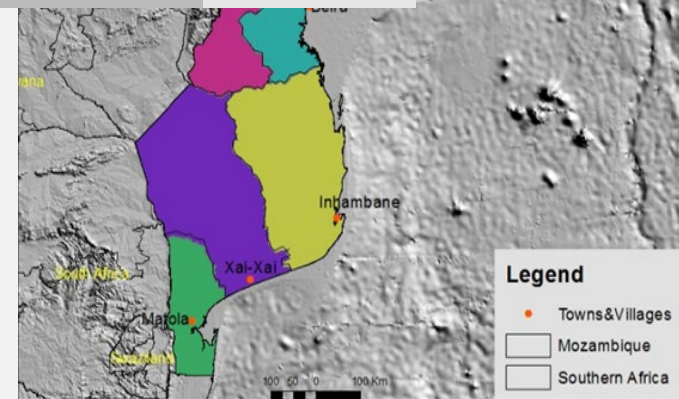 Beira
Inhambane
Xai-Xai
South Africa
Matola
Swaziland
100 50 0 100 Km
Legend
Towns&Villages
Mozambique
Southern Africa